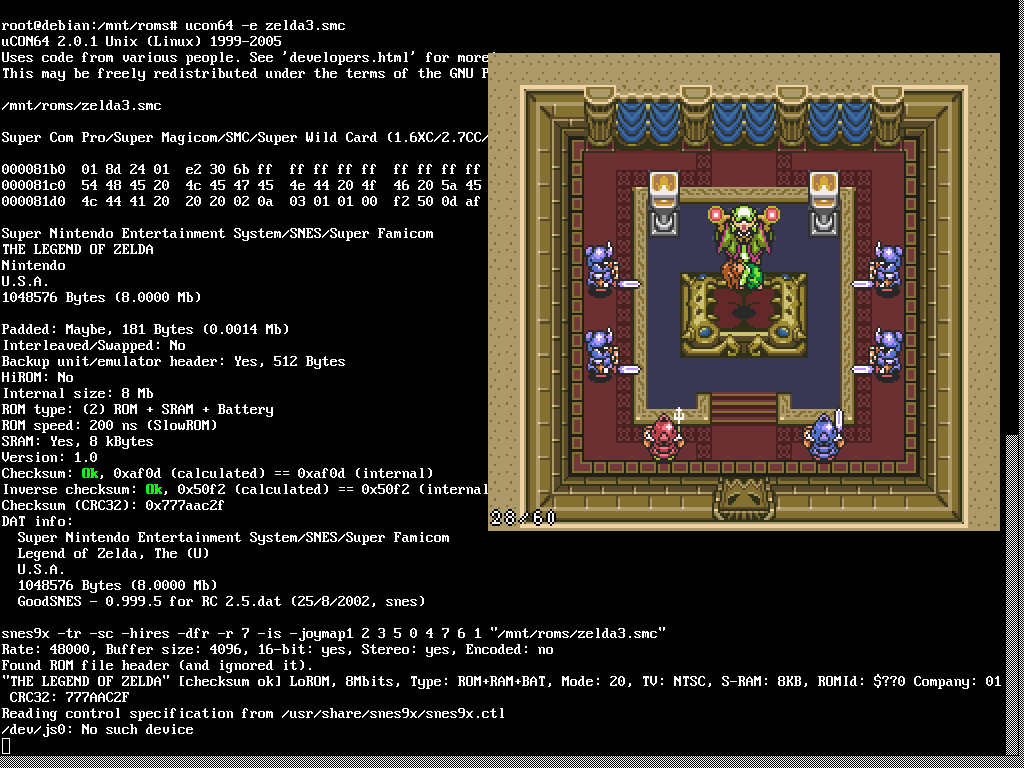 root@debian:/mnt/roms# ucon64 -e zelda3.smc
uCON64 2.0.1 Unix (Linux) 1999-2005
Uses code from various people. See 'developers.html' for more
This may be freely redistributed under the terms of the GNU P
/mnt/roms/zelda3.smc
Super Com Pro/Super Magicom/SMC/Super Wild Card (1.6XC/2.7CC/
000081b0  01 8d 24 01  e2 30 6b ff  ff ff ff ff  ff ff ff ff
000081c0  54 48 45 20  4c 45 47 45  4e 44 20 4f  46 20 5a 45
000081d0  4c 44 41 20  20 20 02 0a  03 01 01 00  f2 50 0d af
Super Nintendo Entertainment System/SNES/Super Famicom
THE LEGEND OF ZELDA
Nintendo
U.S.A.
1048576 Bytes (8.0000 Mb)
Padded: Maybe, 181 Bytes (0.0014 Mb)
Interleaved/Swapped: No
Backup unit/emulator header: Yes, 512 Bytes
HiROM: No
Internal size: 8 Mb
ROM type: (2) ROM + SRAM + Battery
ROM speed: 200 ns (SlowROM)
SRAM: Yes, 8 kBytes
Version: 1.0
Checksum: Ok, 0xaf0d (calculated) == 0xaf0d (internal)
Inverse checksum: Ok, 0x50f2 (calculated) == 0x50f2 (internal
Checksum (CRC32): 0x777aac2f
DAT info:
  Super Nintendo Entertainment System/SNES/Super Famicom
  Legend of Zelda, The (U)
  U.S.A.
  1048576 Bytes (8.0000 Mb)
  GoodSNES - 0.999.5 for RC 2.5.dat (25/8/2002, snes)
28/60
snes9x -tr -sc -hires -dfr -r 7 -is -joymap1 2 3 5 0 4 7 6 1 "/mnt/roms/zelda3.smc"
Rate: 48000, Buffer size: 4096, 16-bit: yes, Stereo: yes, Encoded: no
Found ROM file header (and ignored it).
"THE LEGEND OF ZELDA" [checksum ok] LoROM, 8Mbits, Type: ROM+RAM+BAT, Mode: 20, TV: NTSC, S-RAM: 8KB, ROMId: $??0 Company: 01
 CRC32: 777AAC2F
Reading control specification from /usr/share/snes9x/snes9x.ctl
/dev/js0: No such device